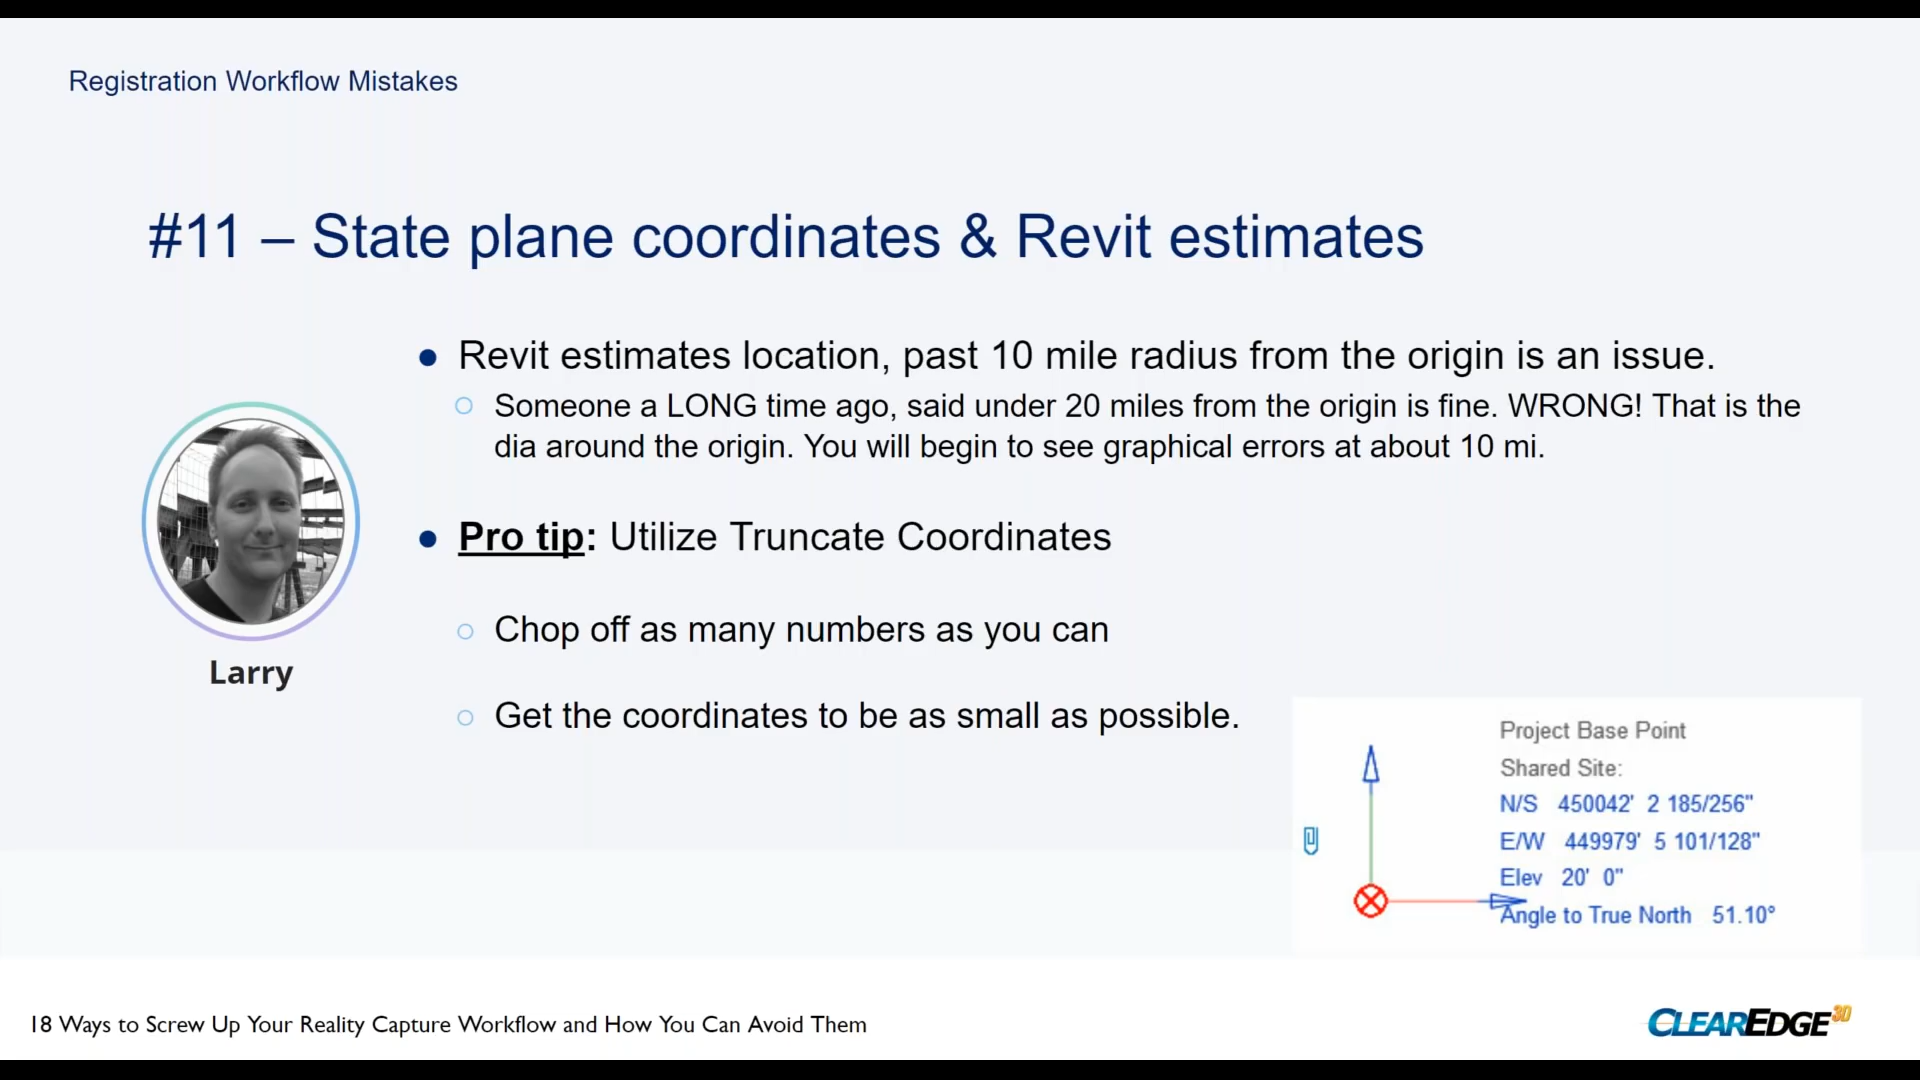 Registration Workflow Mistakes
#11 – State plane coordinates & Revit estimates
Revit estimates location, past 10 mile radius from the origin is an issue.
Someone a LONG time ago, said under 20 miles from the origin is fine. WRONG! That is the
dia around the origin. You will begin to see graphical errors at about 10 mi.
Pro tip: Utilize Truncate Coordinates
Chop off as many numbers as you can
Get the coordinates to be as small as possible.
Larry
Project Base Point
Shared Site:
N/S 450042' 2 185/256"
E/W 449979' 5 101/128"
Elev 20' 0"
Angle to True North 51.10°
18 Ways to Screw Up Your Reality Capture Workflow and How You Can Avoid Them
CLEAREDGE3D